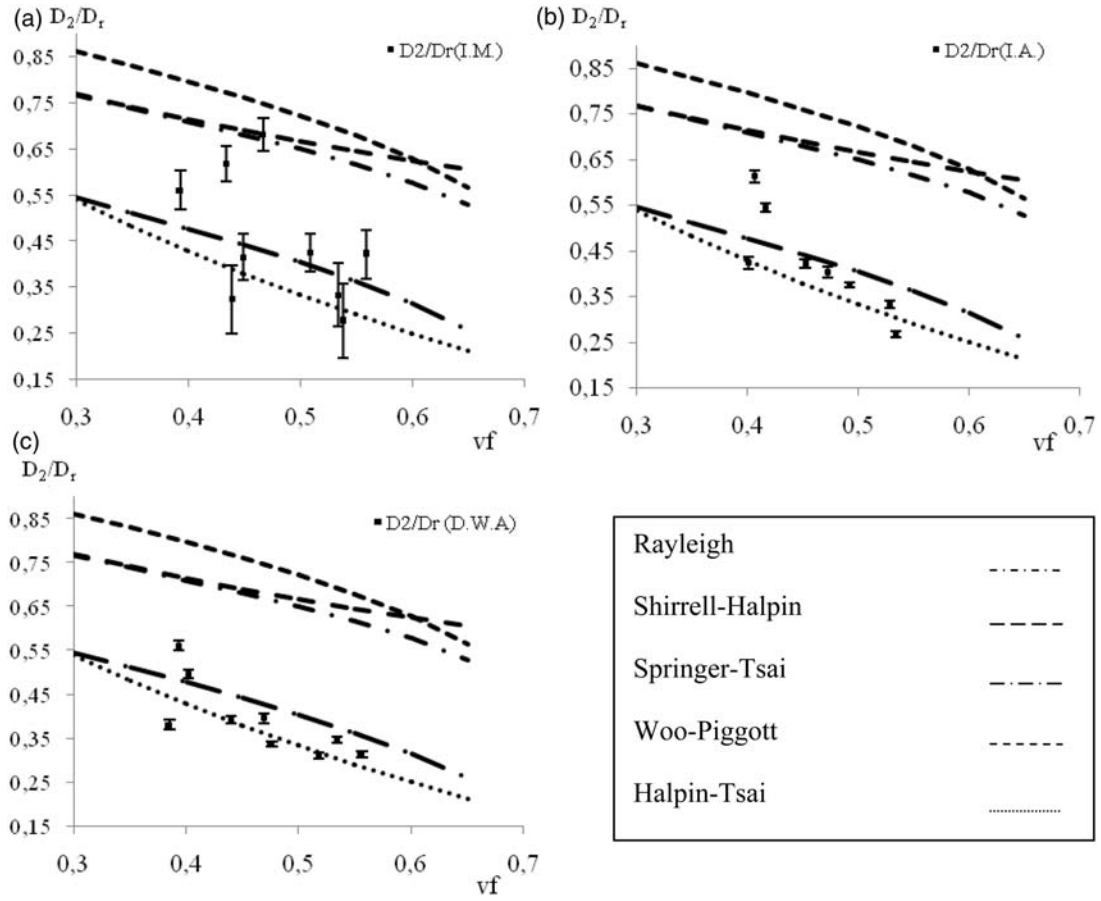 (a) D₂/Dᵣ
D2/Dr(I.M.)
0,85
0,75
0,65
0,55
0,45
0,35
0,25
0,15
0,3 0,4 0,5 0,6 0,7
vf
(b) D₂/Dᵣ
D2/Dr(I.A.)
0,85
0,75
0,65
0,55
0,45
0,35
0,25
0,15
0,3 0,4 0,5 0,6 0,7
vf
(c)
D₂/Dᵣ
D2/Dr (D.W.A)
0,85
0,75
0,65
0,55
0,45
0,35
0,25
0,15
0,3 0,4 0,5 0,6 0,7
vf
Rayleigh
Shirrell-Halpin
Springer-Tsai
Woo-Piggott
Halpin-Tsai